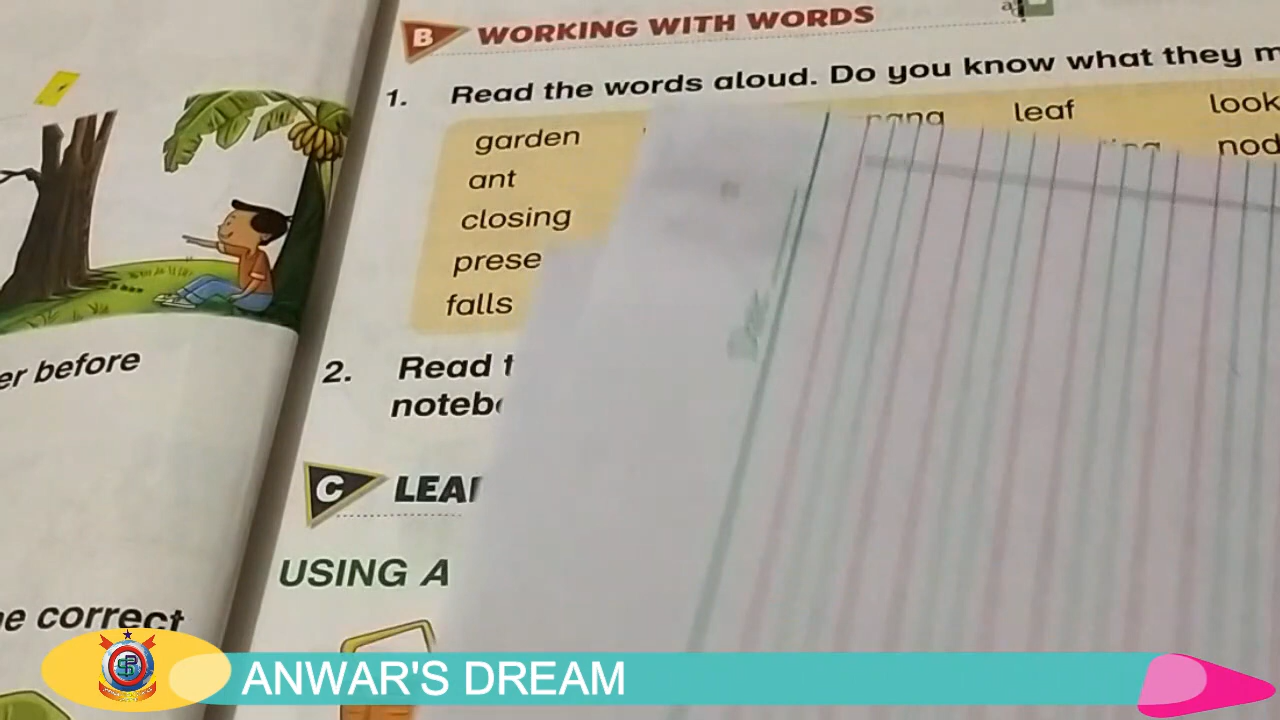 B WORKING WITH WORDS
1. Read the words aloud. Do you know what they
garden leaf look
ant nod
closing
prese
falls
er before
2. Read
noteb
C LEA
USING A
e correct
ANWAR'S DREAM